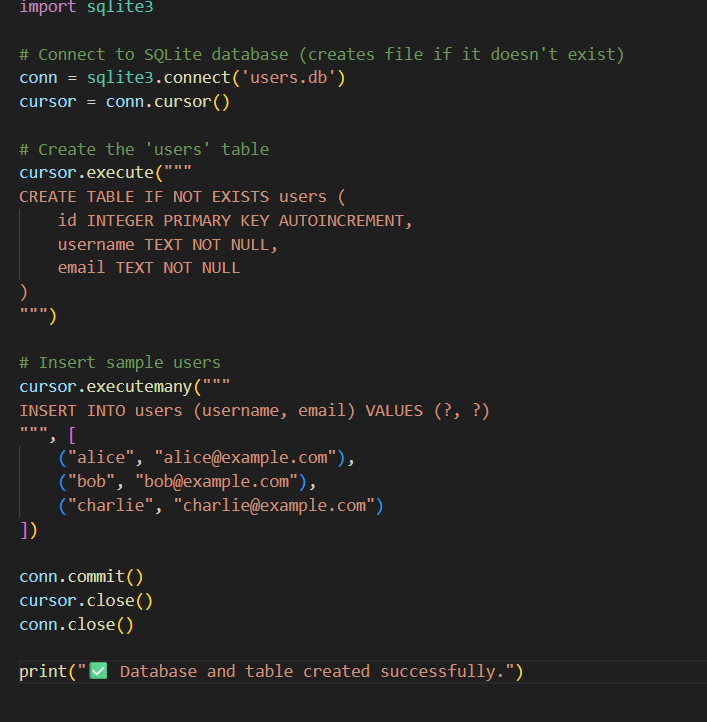 import sqlite3
# Connect to SQLite database (creates file if it doesn't exist)
conn = sqlite3.connect('users.db')
cursor = conn.cursor()
# Create the 'users' table
cursor.execute("""
CREATE TABLE IF NOT EXISTS users (
    id INTEGER PRIMARY KEY AUTOINCREMENT,
    username TEXT NOT NULL,
    email TEXT NOT NULL
)
""")
# Insert sample users
cursor.executemany("""
INSERT INTO users (username, email) VALUES (?, ?)
""", [
    ("alice", "alice@example.com"),
    ("bob", "bob@example.com"),
    ("charlie", "charlie@example.com")
])
conn.commit()
cursor.close()
conn.close()
print("✅ Database and table created successfully.")